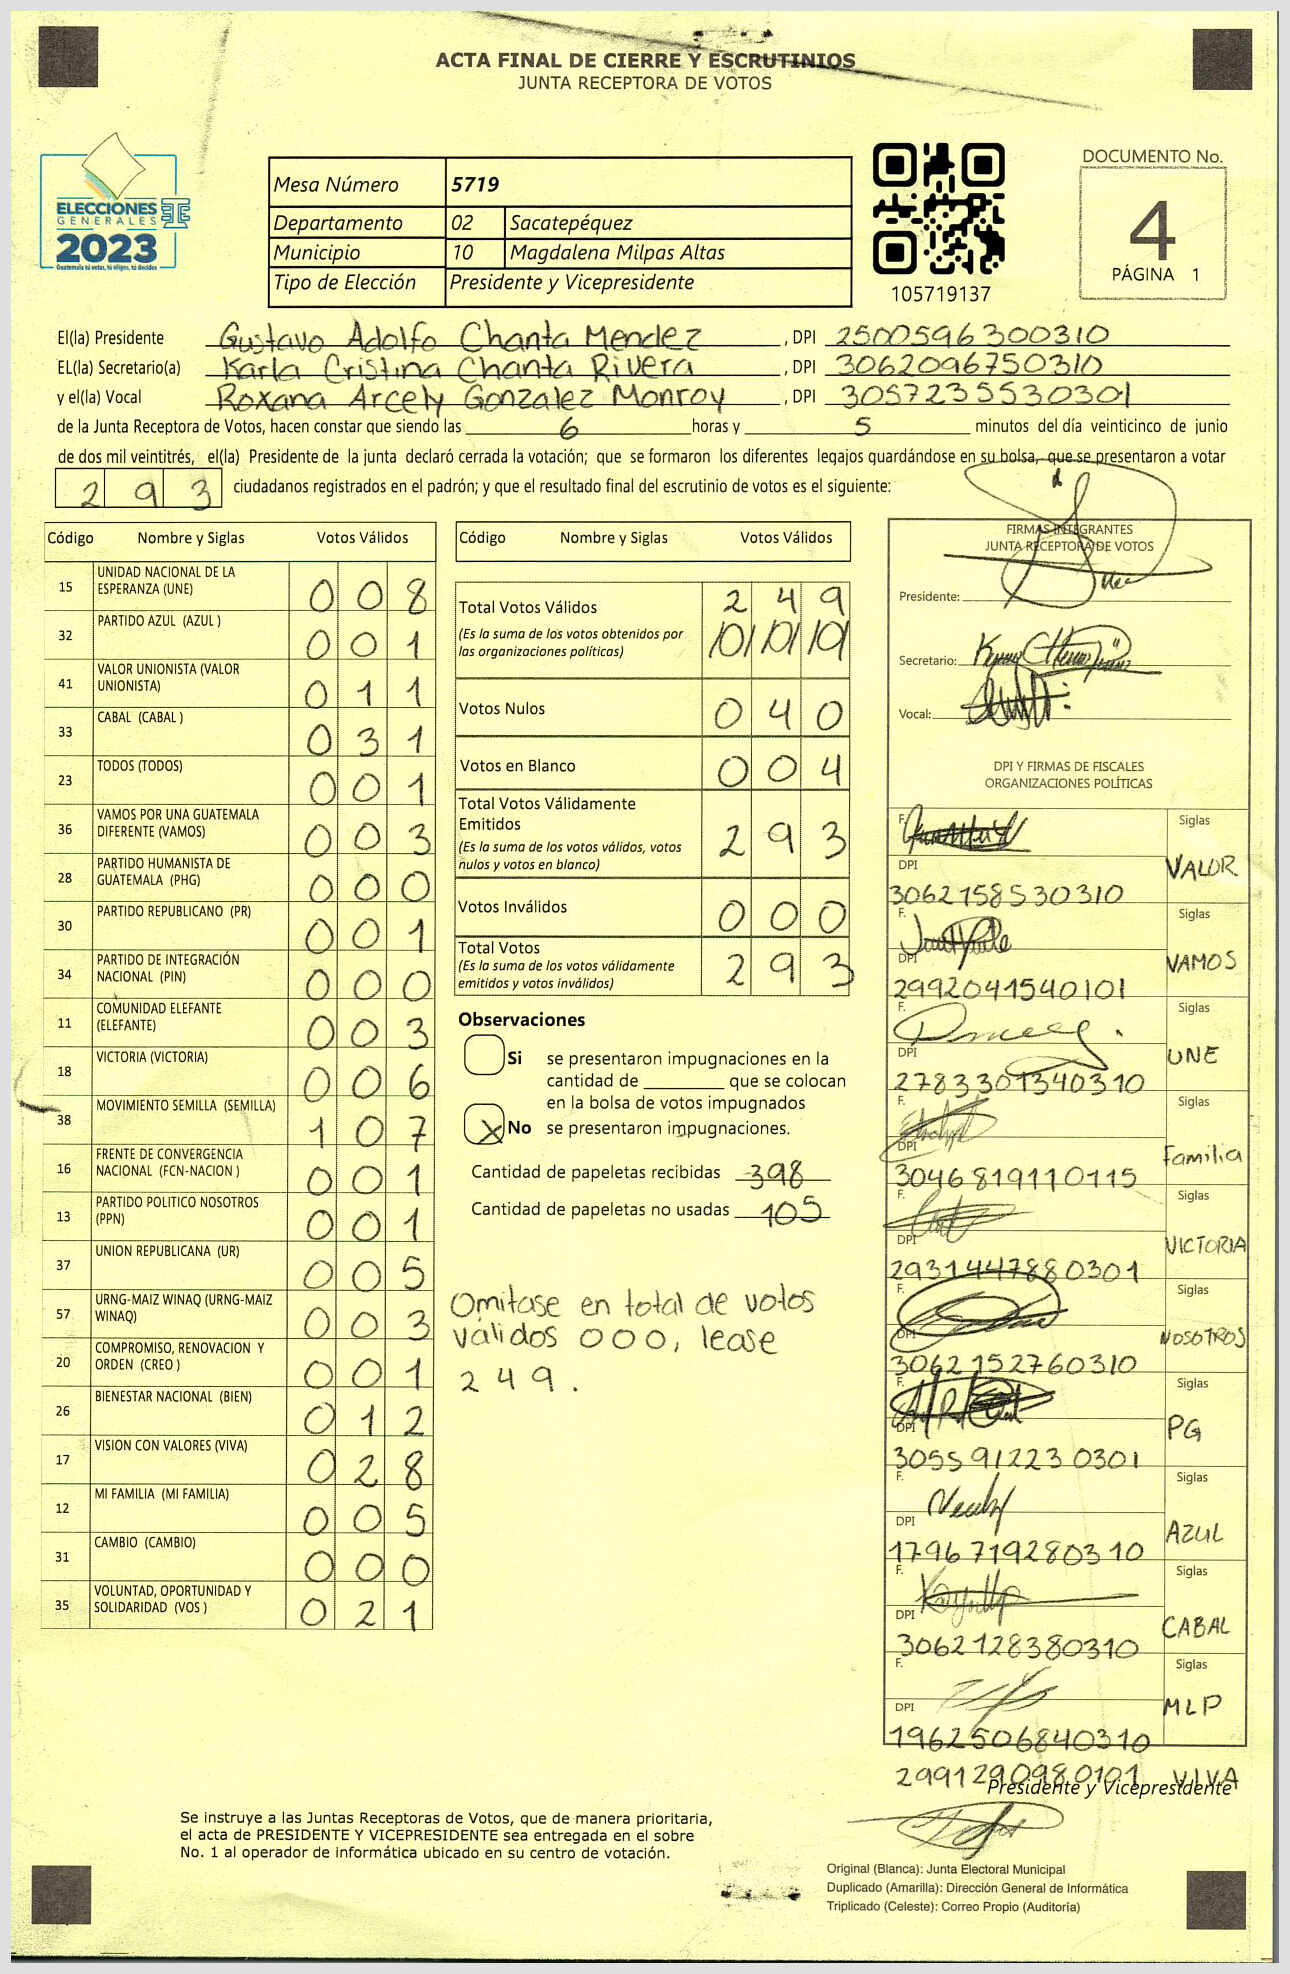 ACTA FINAL DE CIERRE Y ESCRUTINIOS
JUNTA RECEPTORA DE VOTOS
ELECCIONES
GENERALES
2023
Guatemala tú votas, tú eliges, tú decides
Mesa Número 5719
Departamento 02 Sacatepéquez
Municipio 10 Magdalena Milpas Altas
Tipo de Elección Presidente y Vicepresidente
105719137
DOCUMENTO No.
4
PÁGINA 1
El(la) Presidente Gustavo Adolfo Chanta Mendez, DPI 2500596300310
EL(la) Secretario(a) Karla Cristina Chanta Rivera, DPI 3062096750310
y el(la) Vocal Roxana Arcely Gonzalez Monroy, DPI 3057235530301
de la Junta Receptora de Votos, hacen constar que siendo las 6 horas y 5 minutos del día veinticinco de junio
de dos mil veintitrés, el(la) Presidente de la junta declaró cerrada la votación; que se formaron los diferentes legajos guardándose en su bolsa, que se presentaron a votar
293 ciudadanos registrados en el padrón; y que el resultado final del escrutinio de votos es el siguiente:
Código Nombre y Siglas Votos Válidos
15 UNIDAD NACIONAL DE LA ESPERANZA (UNE) 0 0 8
32 PARTIDO AZUL (AZUL ) 0 0 1
41 VALOR UNIONISTA (VALOR UNIONISTA) 0 1 1
33 CABAL (CABAL ) 0 3 1
23 TODOS (TODOS) 0 0 1
36 VAMOS POR UNA GUATEMALA DIFERENTE (VAMOS) 0 0 3
28 PARTIDO HUMANISTA DE GUATEMALA (PHG) 0 0 0
30 PARTIDO REPUBLICANO (PR) 0 0 1
34 PARTIDO DE INTEGRACIÓN NACIONAL (PIN) 0 0 0
11 COMUNIDAD ELEFANTE (ELEFANTE) 0 0 3
18 VICTORIA (VICTORIA) 0 0 6
38 MOVIMIENTO SEMILLA (SEMILLA) 1 0 7
16 FRENTE DE CONVERGENCIA NACIONAL (FCN-NACION ) 0 0 1
13 PARTIDO POLITICO NOSOTROS (PPN) 0 0 1
37 UNION REPUBLICANA (UR) 0 0 5
57 URNG-MAIZ WINAQ (URNG-MAIZ WINAQ) 0 0 3
20 COMPROMISO, RENOVACION Y ORDEN (CREO ) 0 0 1
26 BIENESTAR NACIONAL (BIEN) 0 1 2
17 VISION CON VALORES (VIVA) 0 2 8
12 MI FAMILIA (MI FAMILIA) 0 0 5
31 CAMBIO (CAMBIO) 0 0 0
35 VOLUNTAD, OPORTUNIDAD Y SOLIDARIDAD (VOS ) 0 2 1
Código Nombre y Siglas Votos Válidos
Total Votos Válidos 2 4 9
(Es la suma de los votos obtenidos por las organizaciones políticas) 0 0 0
Votos Nulos 0 4 0
Votos en Blanco 0 0 4
Total Votos Válidamente Emitidos
(Es la suma de los votos válidos, votos nulos y votos en blanco) 2 9 3
Votos Inválidos 0 0 0
Total Votos
(Es la suma de los votos válidamente emitidos y votos inválidos) 2 9 3
Observaciones
Si se presentaron impugnaciones en la
cantidad de ________ que se colocan
en la bolsa de votos impugnados
X No se presentaron impugnaciones.
Cantidad de papeletas recibidas 398
Cantidad de papeletas no usadas 105
Omitase en total de votos
válidos 000, lease
249.
FIRMAS INTEGRANTES
JUNTA RECEPTORA DE VOTOS
Presidente:
Secretario:
Vocal:
DPI Y FIRMAS DE FISCALES
ORGANIZACIONES POLÍTICAS
F. Siglas
DPI VALOR
3062158530310
F. Siglas
DPI VAMOS
2992041540101
F. Siglas
DPI UNE
2783301340310
F. Siglas
DPI Familia
3046819110115
F. Siglas
DPI VICTORIA
2931447880301
F. Siglas
DPI NOSOTROS
3062152760310
F. Siglas
DPI PG
3055912230301
F. Siglas
DPI AZUL
1796719280310
F. Siglas
DPI CABAL
3062128380310
F. Siglas
DPI MLP
1962506840310
2991290980101 VIVA
Presidente y Vicepresidente
Se instruye a las Juntas Receptoras de Votos, que de manera prioritaria,
el acta de PRESIDENTE Y VICEPRESIDENTE sea entregada en el sobre
No. 1 al operador de informática ubicado en su centro de votación.
Original (Blanca): Junta Electoral Municipal
Duplicado (Amarilla): Dirección General de Informática
Triplicado (Celeste): Correo Propio (Auditoría)